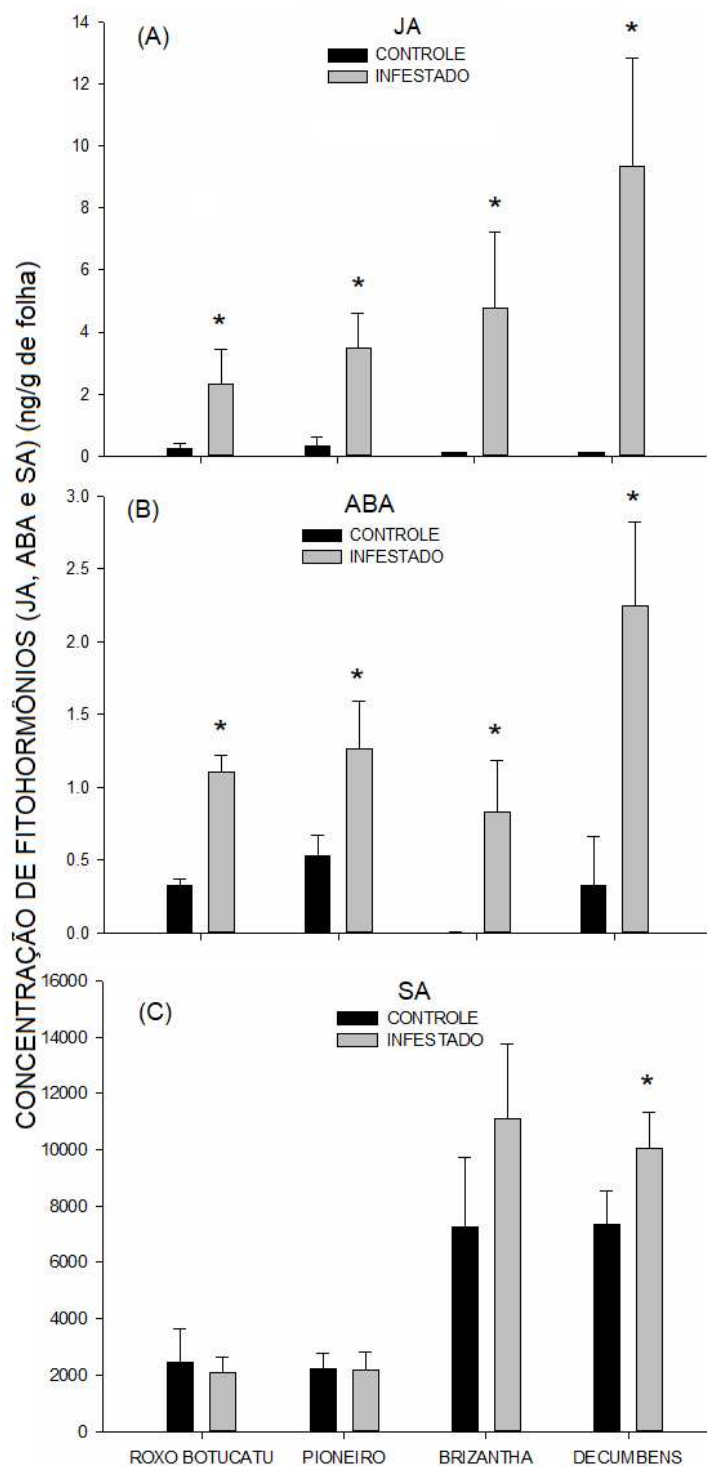 CONCENTRAÇÃO DE FITOHORMÔNIOS (JA, ABA e SA) (ng/g de folha)
(A)
JA
CONTROLE
INFESTADO
14
12
10
8
6
4
2
0
*
*
*
*
(B)
ABA
CONTROLE
INFESTADO
3.0
2.5
2.0
1.5
1.0
0.5
0.0
*
*
*
*
(C)
SA
CONTROLE
INFESTADO
16000
14000
12000
10000
8000
6000
4000
2000
0
*
ROXO BOTUCATU PIONEIRO BRIZANTHA DECUMBENS